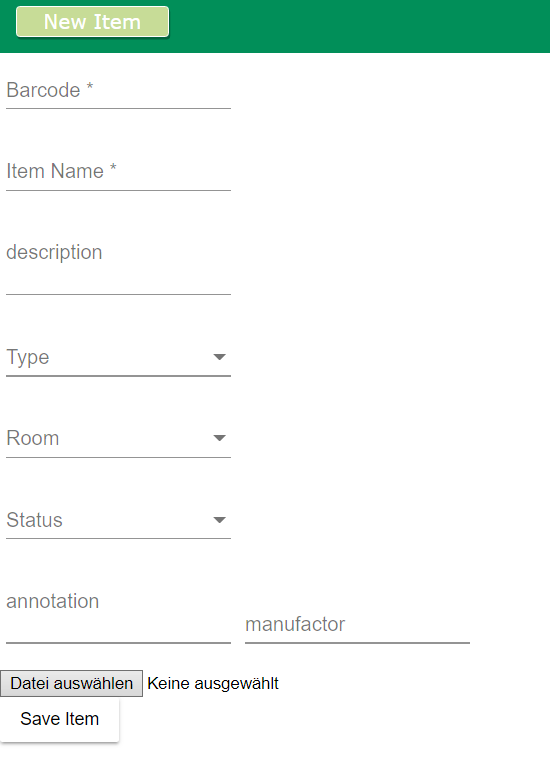 New Item
Barcode *
Item Name *
description
Type
Room
Status
annotation
manufactor
Datei auswählen Keine ausgewählt
Save Item